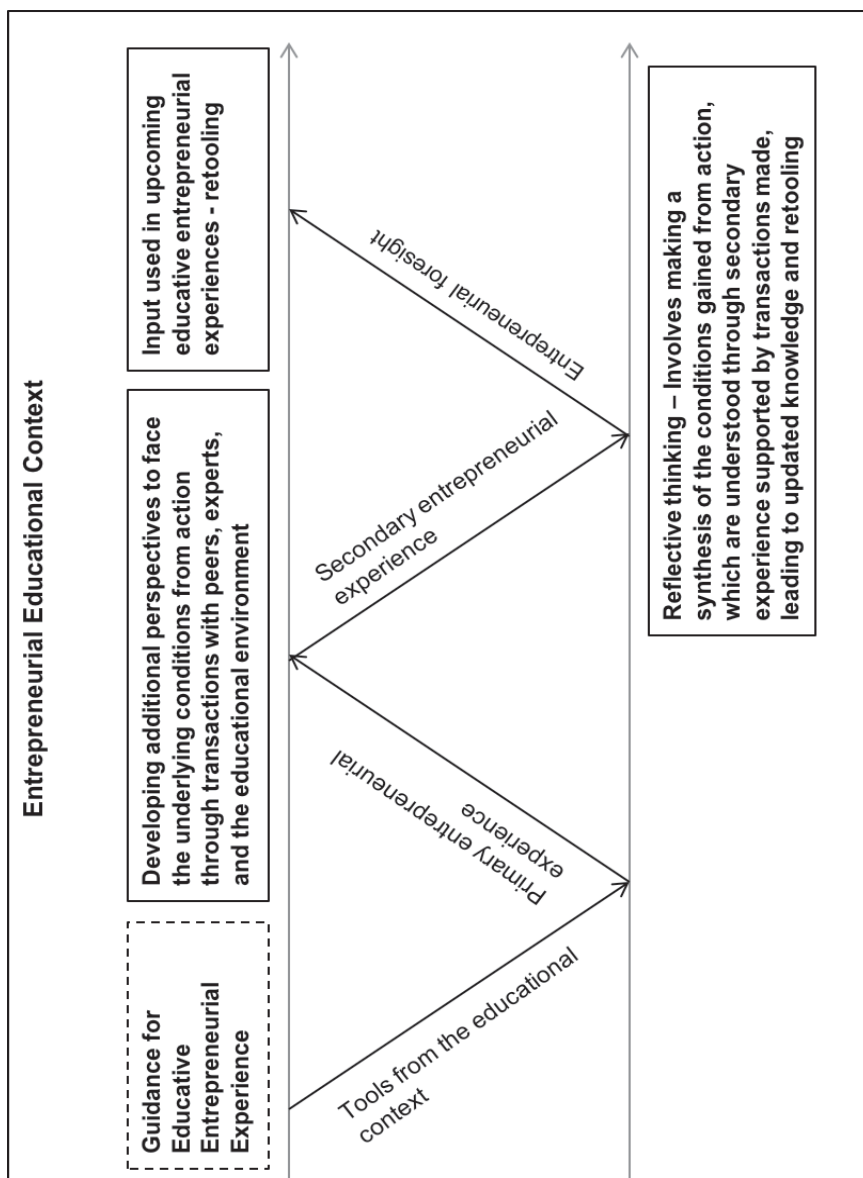 Entrepreneurial Educational Context
Guidance for
Educative
Entrepreneurial
Experience
Developing additional perspectives to face
the underlying conditions from action
through transactions with peers, experts,
and the educational environment
Input used in upcoming
educative entrepreneurial
experiences - retooling
Tools from the educational
context
Primary entrepreneurial
experience
Secondary entrepreneurial
experience
Entrepreneurial foresight
Reflective thinking – Involves making a
synthesis of the conditions gained from action,
which are understood through secondary
experience supported by transactions made,
leading to updated knowledge and retooling